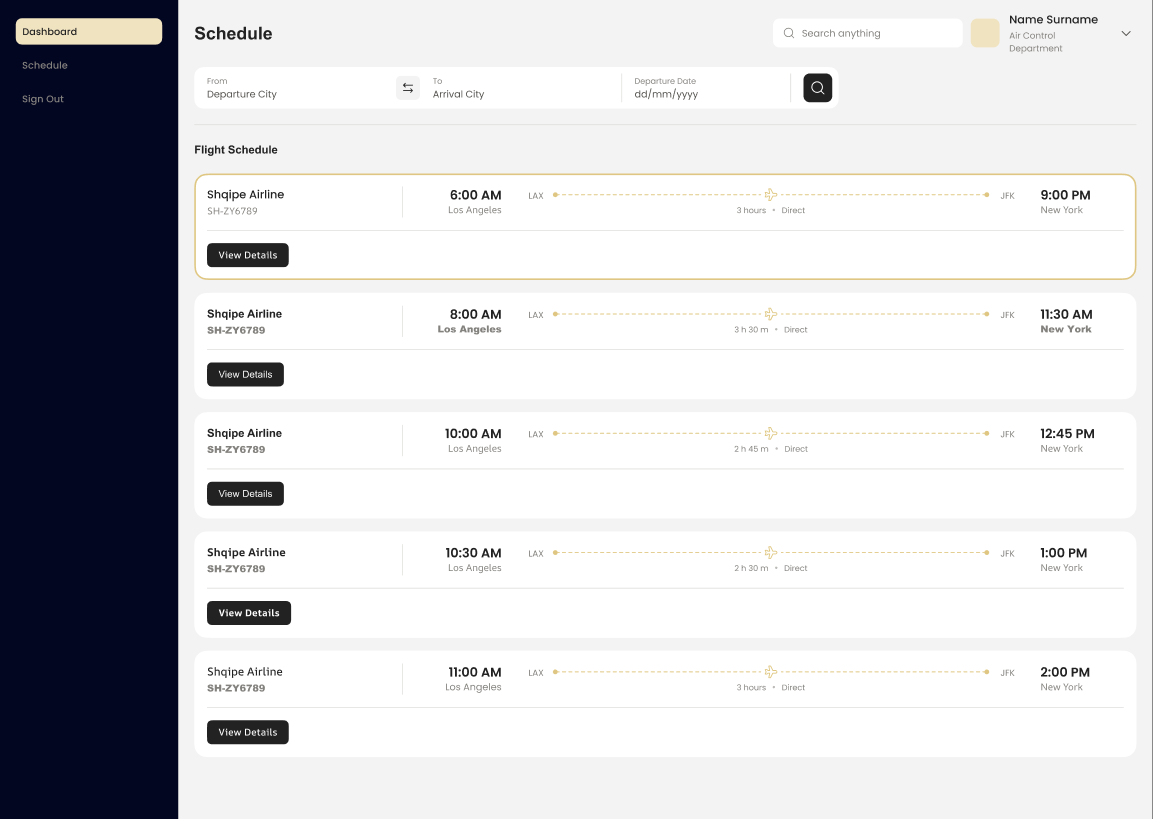 Dashboard
Schedule
Sign Out
Schedule
Search anything
Name Surname
Air Control
Department
From
Departure City
To
Arrival City
Departure Date
dd/mm/yyyy
Flight Schedule
Shqipe Airline
SH-ZY6789
6:00 AM
Los Angeles
LAX
3 hours • Direct
JFK
9:00 PM
New York
View Details
Shqipe Airline
SH-ZY6789
8:00 AM
Los Angeles
LAX
3 h 30 m • Direct
JFK
11:30 AM
New York
View Details
Shqipe Airline
SH-ZY6789
10:00 AM
Los Angeles
LAX
2 h 45 m • Direct
JFK
12:45 PM
New York
View Details
Shqipe Airline
SH-ZY6789
10:30 AM
Los Angeles
LAX
2 h 30 m • Direct
JFK
1:00 PM
New York
View Details
Shqipe Airline
SH-ZY6789
11:00 AM
Los Angeles
LAX
3 hours • Direct
JFK
2:00 PM
New York
View Details